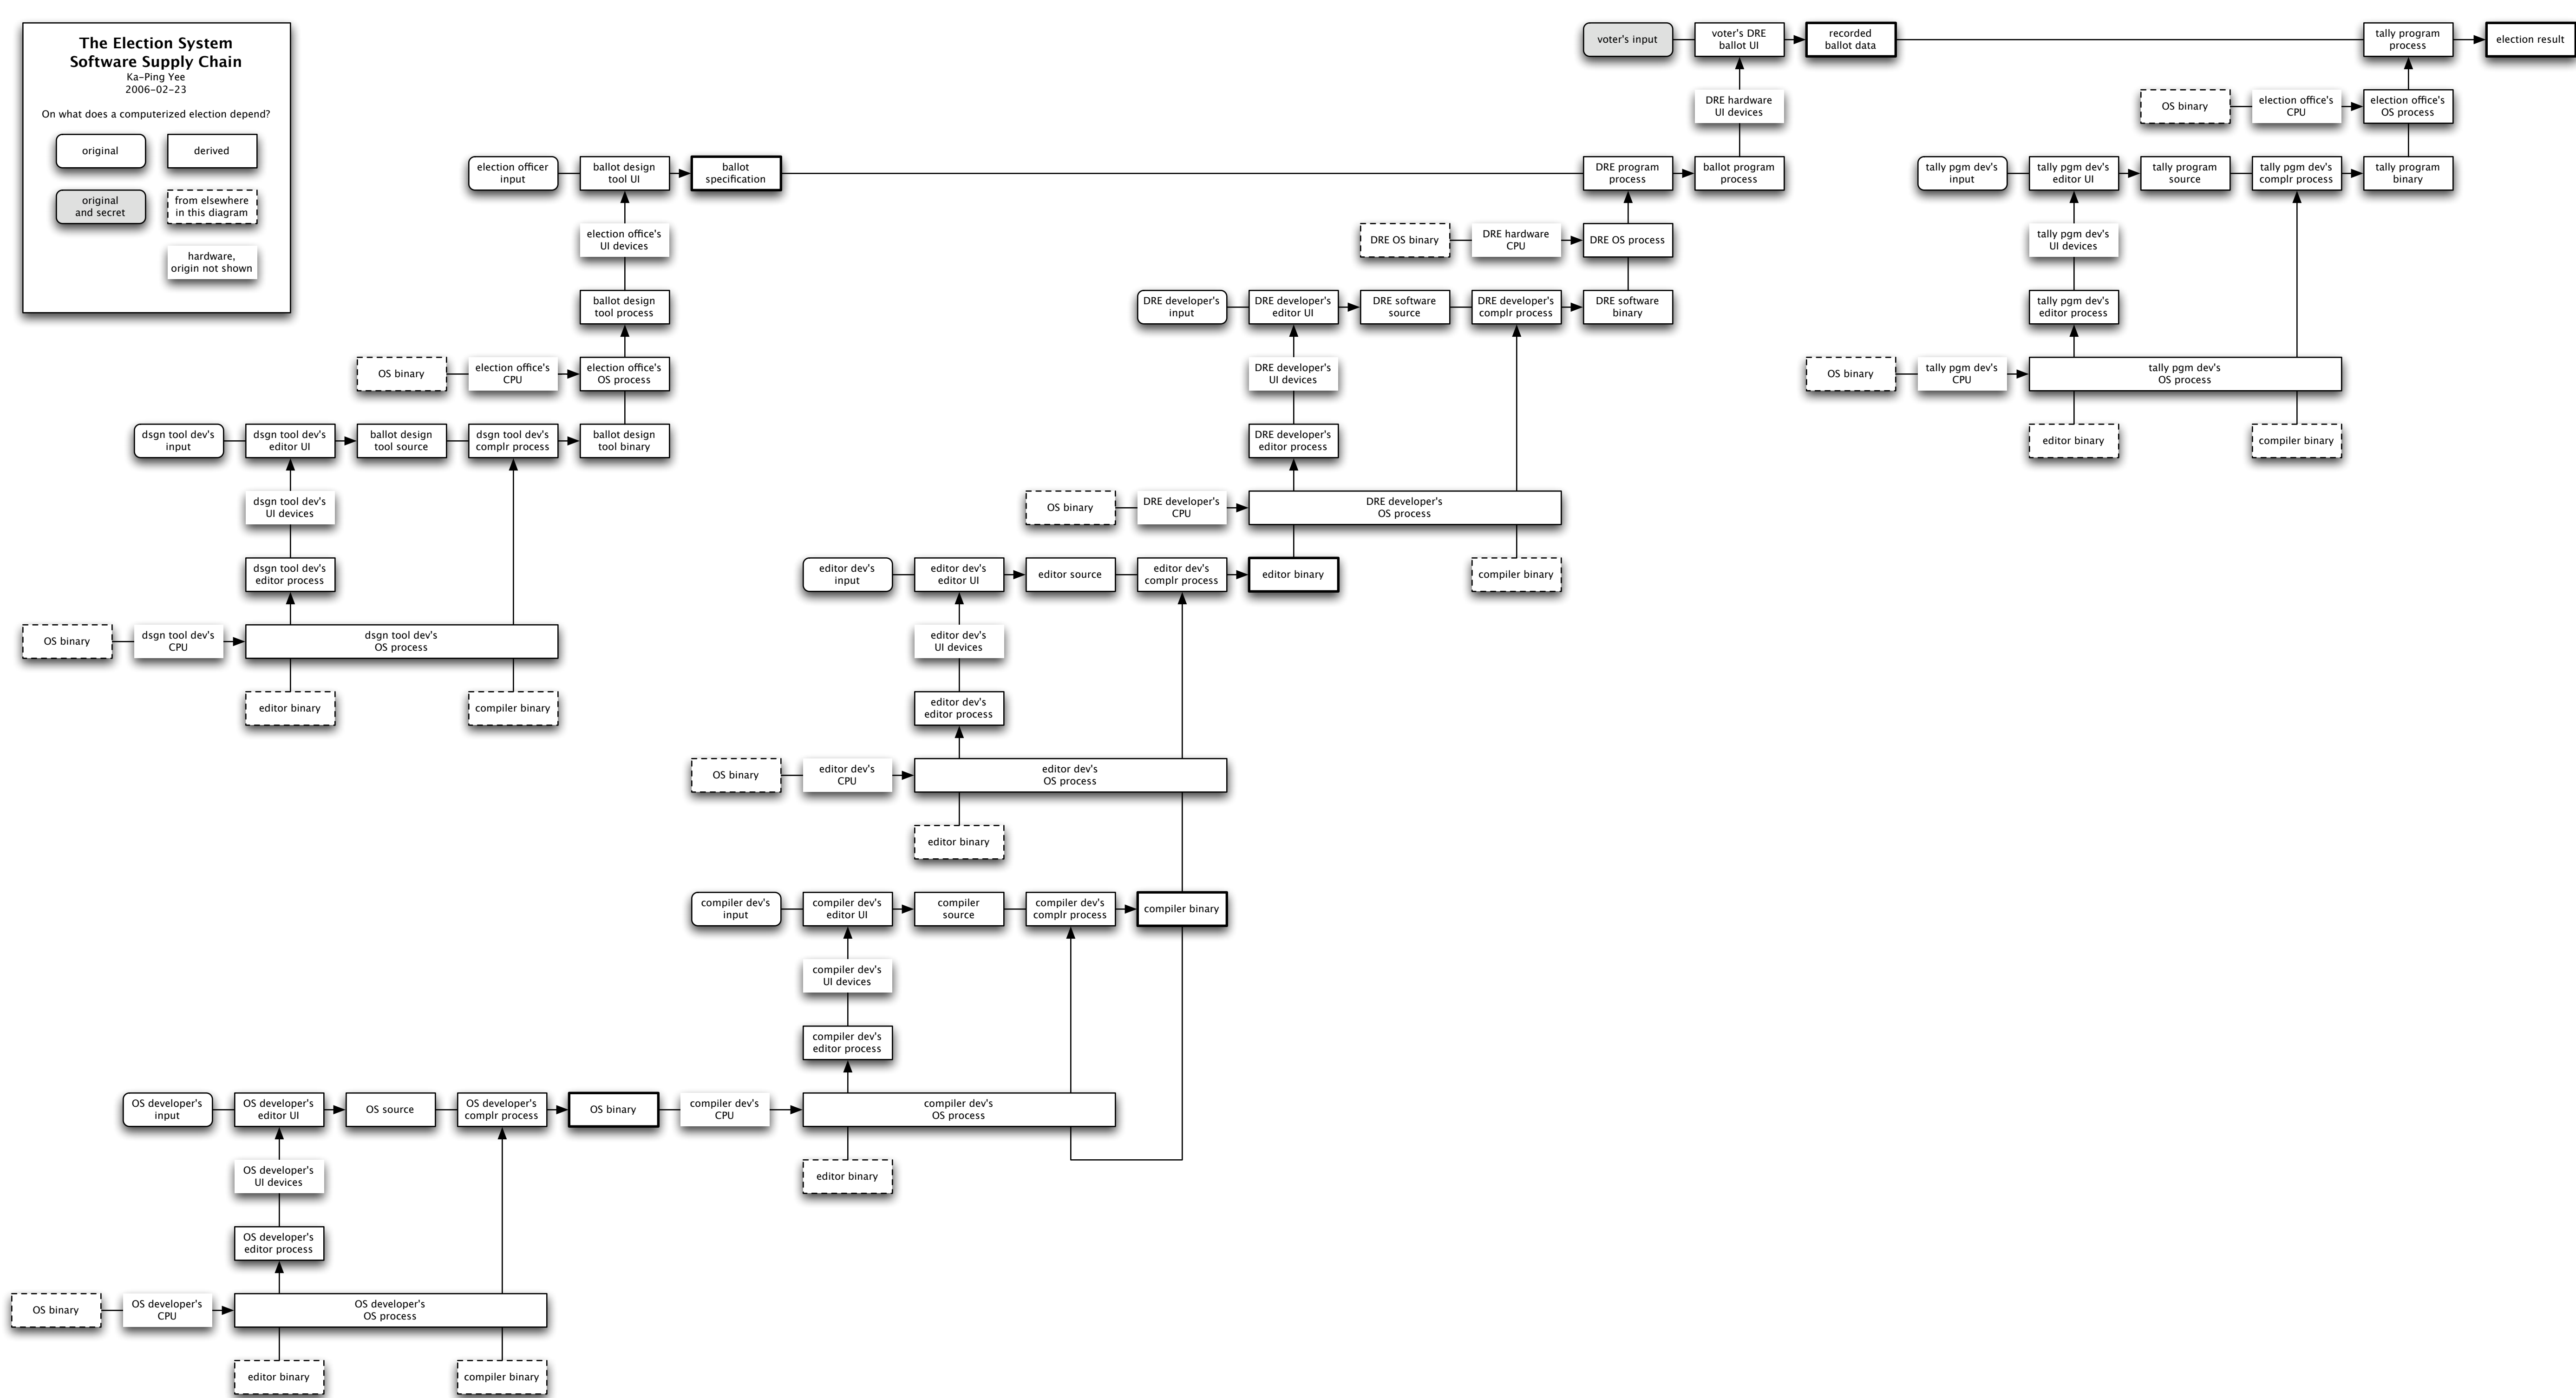 The Election System
Software Supply Chain
Ka-Ping Yee
2006-02-23
On what does a computerized election depend?
original
derived
original
and secret
from elsewhere
in this diagram
hardware,
origin not shown
voter's input
voter's DRE
ballot UI
recorded
ballot data
tally program
process
election result
DRE hardware
UI devices
OS binary
election office's
CPU
election office's
OS process
election officer
input
ballot design
tool UI
ballot
specification
DRE program
process
ballot program
process
tally pgm dev's
input
tally pgm dev's
editor UI
tally program
source
tally pgm dev's
complr process
tally program
binary
election office's
UI devices
DRE OS binary
DRE hardware
CPU
DRE OS process
tally pgm dev's
UI devices
ballot design
tool process
DRE developer's
input
DRE developer's
editor UI
DRE software
source
DRE developer's
complr process
DRE software
binary
tally pgm dev's
editor process
OS binary
election office's
CPU
election office's
OS process
DRE developer's
UI devices
OS binary
tally pgm dev's
CPU
tally pgm dev's
OS process
dsgn tool dev's
input
dsgn tool dev's
editor UI
ballot design
tool source
dsgn tool dev's
complr process
ballot design
tool binary
DRE developer's
editor process
editor binary
compiler binary
dsgn tool dev's
UI devices
OS binary
DRE developer's
CPU
DRE developer's
OS process
dsgn tool dev's
editor process
editor dev's
input
editor dev's
editor UI
editor source
editor dev's
complr process
editor binary
compiler binary
OS binary
dsgn tool dev's
CPU
dsgn tool dev's
OS process
editor dev's
UI devices
editor binary
compiler binary
editor dev's
editor process
OS binary
editor dev's
CPU
editor dev's
OS process
editor binary
compiler dev's
input
compiler dev's
editor UI
compiler
source
compiler dev's
complr process
compiler binary
compiler dev's
UI devices
compiler dev's
editor process
OS developer's
input
OS developer's
editor UI
OS source
OS developer's
complr process
OS binary
compiler dev's
CPU
compiler dev's
OS process
OS developer's
UI devices
editor binary
OS developer's
editor process
OS binary
OS developer's
CPU
OS developer's
OS process
editor binary
compiler binary